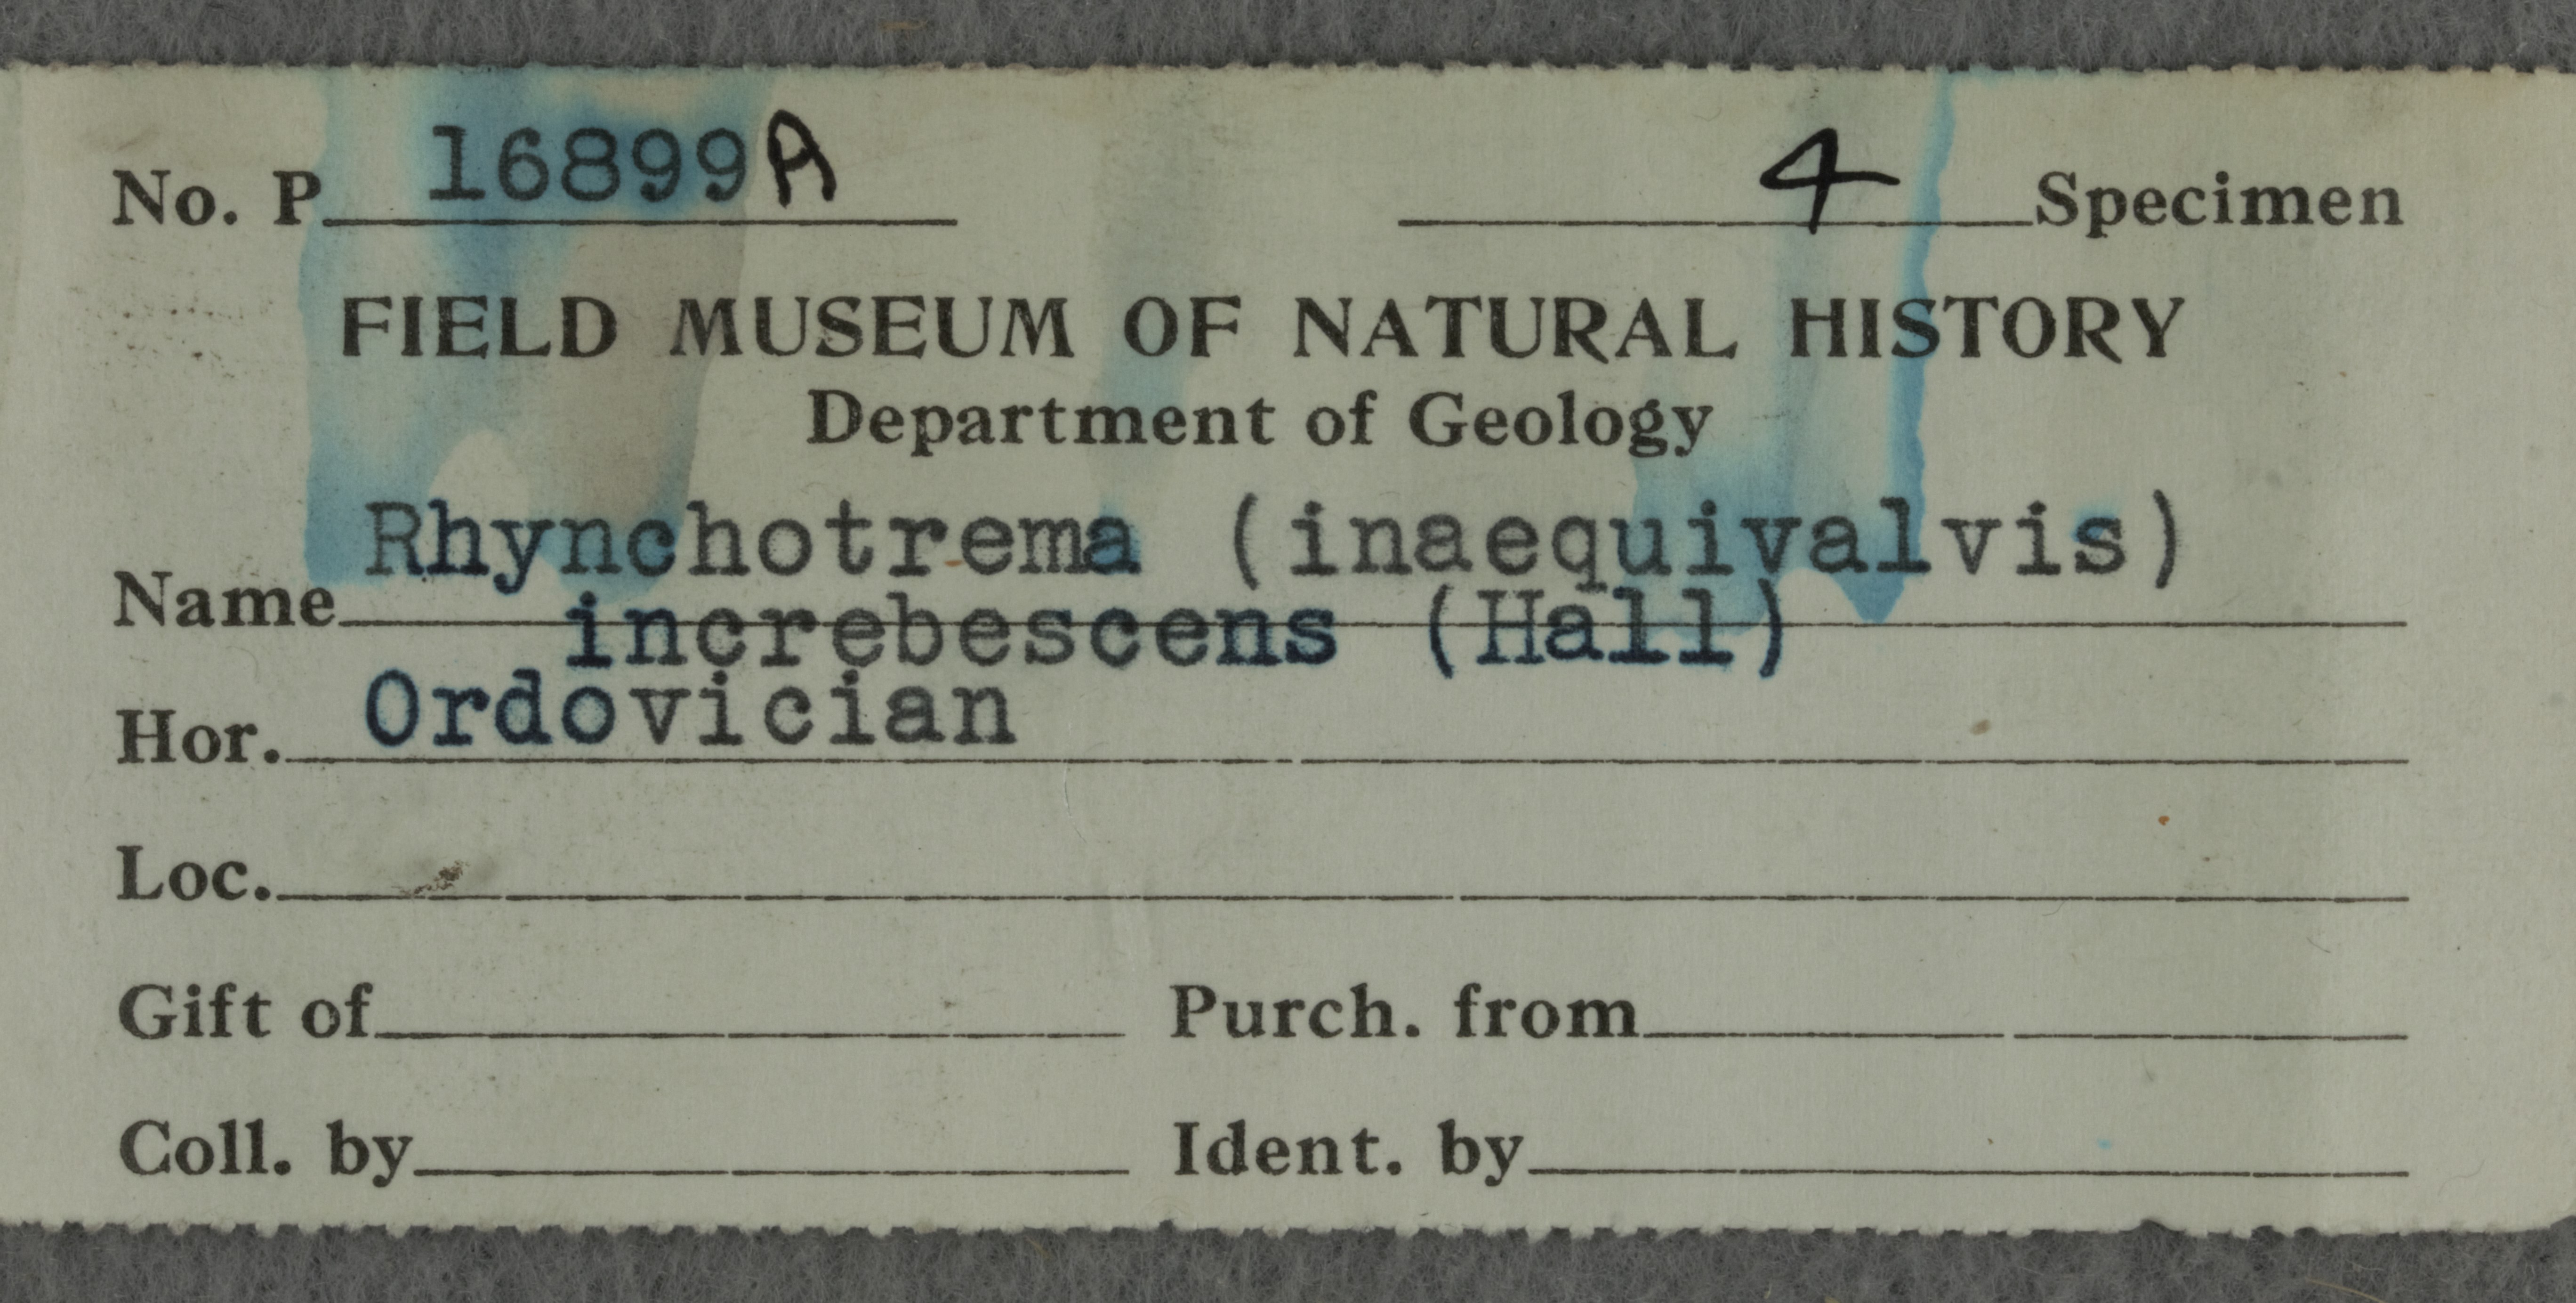 No. P 16899A 4 Specimen
FIELD MUSEUM OF NATURAL HISTORY
Department of Geology
Name Rhynchotrema (inaequivalvis)
increbescens (Hall)
Hor. Ordovician
Loc.
Gift of Purch. from
Coll. by Ident. by